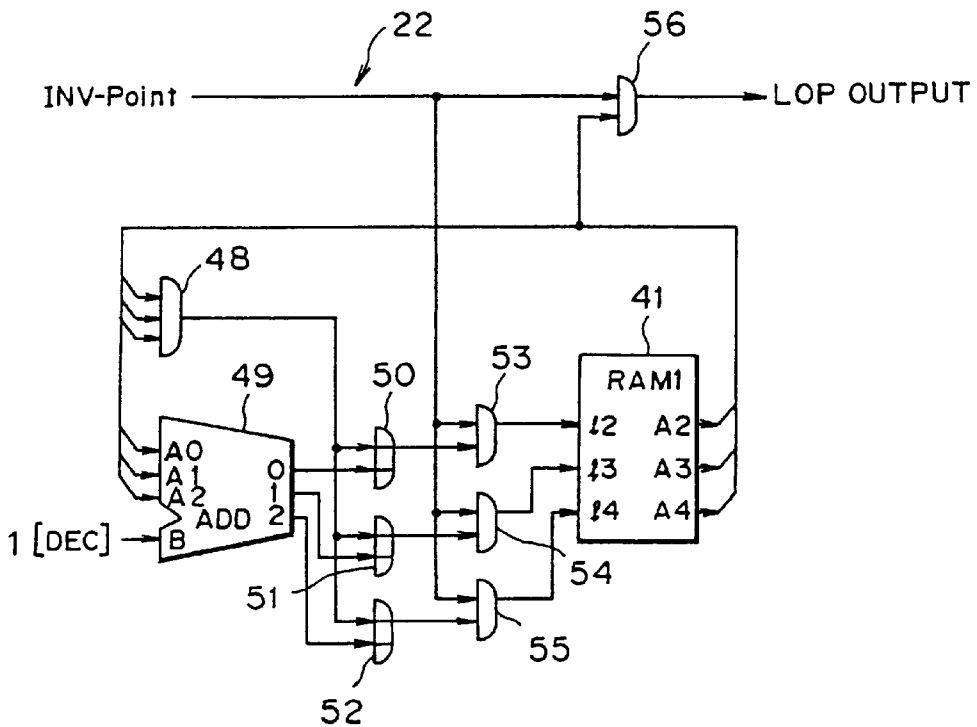 22
56
INV-Point
LOP OUTPUT
48
41
53
50
49
RAM1
ℓ2 A2
ℓ3 A3
ℓ4 A4
A0
A1
A2
0
1
2
ADD
B
1 [DEC]
51
54
55
52